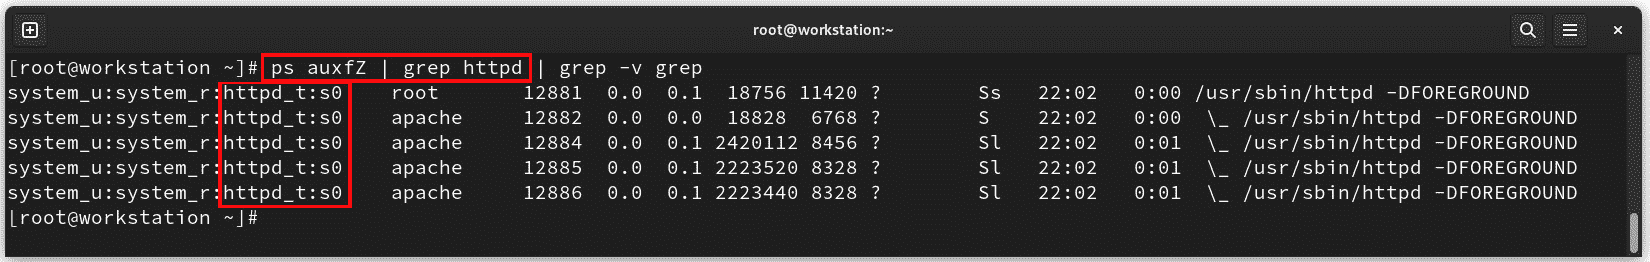 root@workstation:~
[root@workstation ~]# ps auxfZ | grep httpd | grep -v grep
system_u:system_r:httpd_t:s0    root       12881  0.0  0.1  18756 11420 ?        Ss   22:02   0:00 /usr/sbin/httpd -DFOREGROUND
system_u:system_r:httpd_t:s0    apache     12882  0.0  0.0  18828  6768 ?        S    22:02   0:00  \_ /usr/sbin/httpd -DFOREGROUND
system_u:system_r:httpd_t:s0    apache     12884  0.0  0.1 2420112 8456 ?        Sl   22:02   0:01  \_ /usr/sbin/httpd -DFOREGROUND
system_u:system_r:httpd_t:s0    apache     12885  0.0  0.1 2223520 8328 ?        Sl   22:02   0:01  \_ /usr/sbin/httpd -DFOREGROUND
system_u:system_r:httpd_t:s0    apache     12886  0.0  0.1 2223440 8328 ?        Sl   22:02   0:01  \_ /usr/sbin/httpd -DFOREGROUND
[root@workstation ~]#